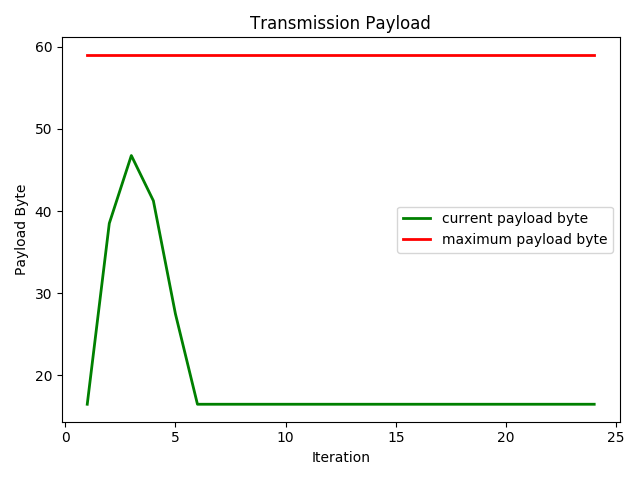 Transmission Payload
60
50
40
30
20
Payload Byte
current payload byte
maximum payload byte
0
5
10
15
20
25
Iteration